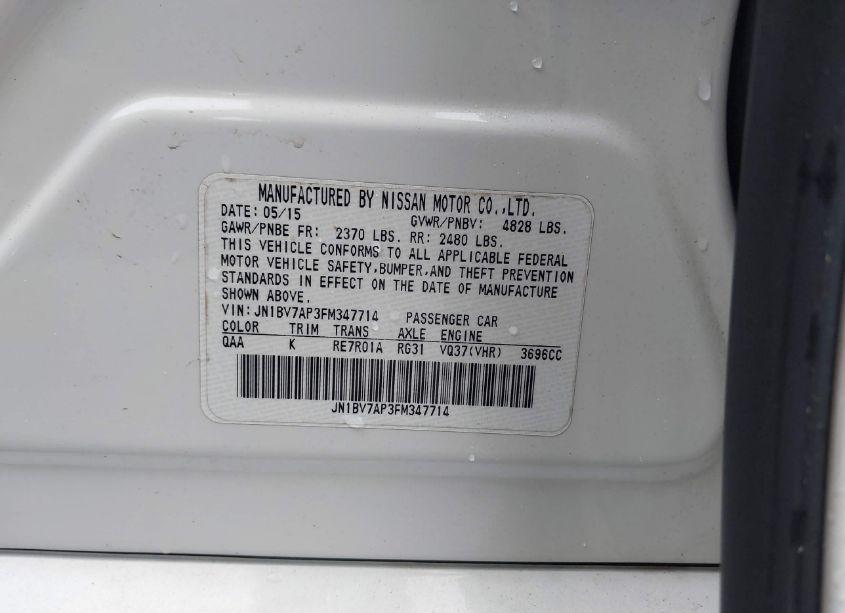 MANUFACTURED BY NISSAN MOTOR CO.,LTD.
DATE: 05/15 GVWR/PNBV: 4828 LBS.
GAWR/PNBE FR: 2370 LBS. RR: 2480 LBS.
THIS VEHICLE CONFORMS TO ALL APPLICABLE FEDERAL
MOTOR VEHICLE SAFETY,BUMPER,AND THEFT PREVENTION
STANDARDS IN EFFECT ON THE DATE OF MANUFACTURE
SHOWN ABOVE.
VIN: JN1BV7AP3FM347714 PASSENGER CAR
COLOR TRIM TRANS AXLE ENGINE
QAA K RE7R01A RG31 VQ37(VHR) 3696CC
JN1BV7AP3FM347714